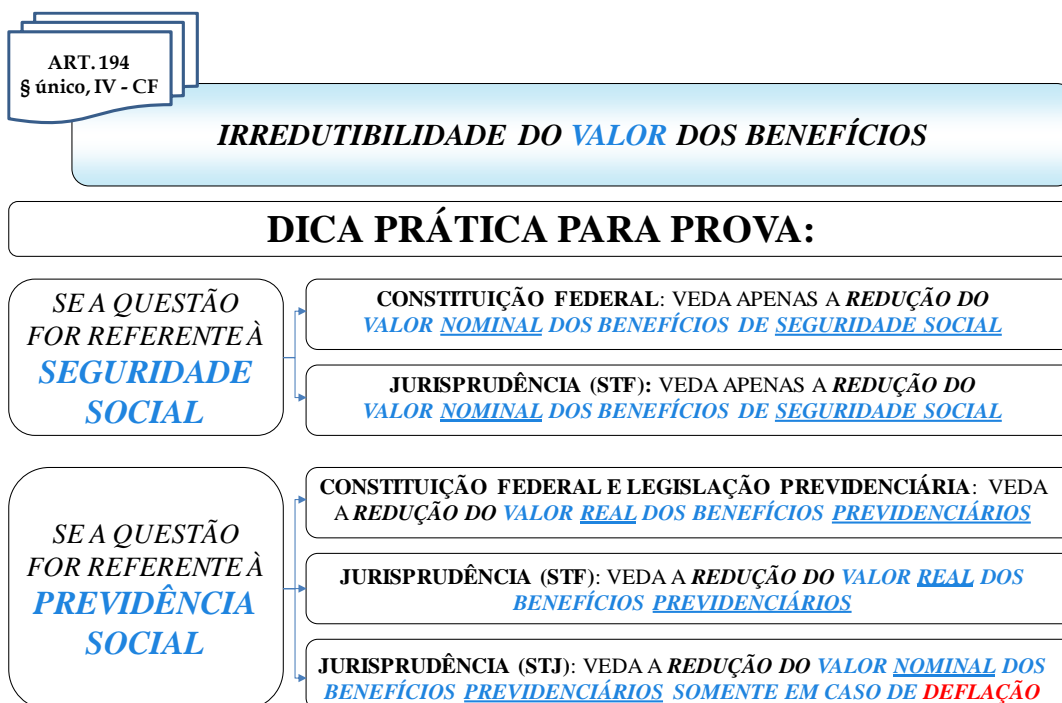 ART. 194
§ único, IV - CF
IRREDUTIBILIDADE DO VALOR DOS BENEFÍCIOS
DICA PRÁTICA PARA PROVA:
SE A QUESTÃO
FOR REFERENTE À
SEGURIDADE
SOCIAL
CONSTITUIÇÃO FEDERAL: VEDA APENAS A REDUÇÃO DO
VALOR NOMINAL DOS BENEFÍCIOS DE SEGURIDADE SOCIAL
JURISPRUDÊNCIA (STF): VEDA APENAS A REDUÇÃO DO
VALOR NOMINAL DOS BENEFÍCIOS DE SEGURIDADE SOCIAL
SE A QUESTÃO
FOR REFERENTE À
PREVIDÊNCIA
SOCIAL
CONSTITUIÇÃO FEDERAL E LEGISLAÇÃO PREVIDENCIÁRIA: VEDA
A REDUÇÃO DO VALOR REAL DOS BENEFÍCIOS PREVIDENCIÁRIOS
JURISPRUDÊNCIA (STF): VEDA A REDUÇÃO DO VALOR REAL DOS
BENEFÍCIOS PREVIDENCIÁRIOS
JURISPRUDÊNCIA (STJ): VEDA A REDUÇÃO DO VALOR NOMINAL DOS
BENEFÍCIOS PREVIDENCIÁRIOS SOMENTE EM CASO DE DEFLAÇÃO